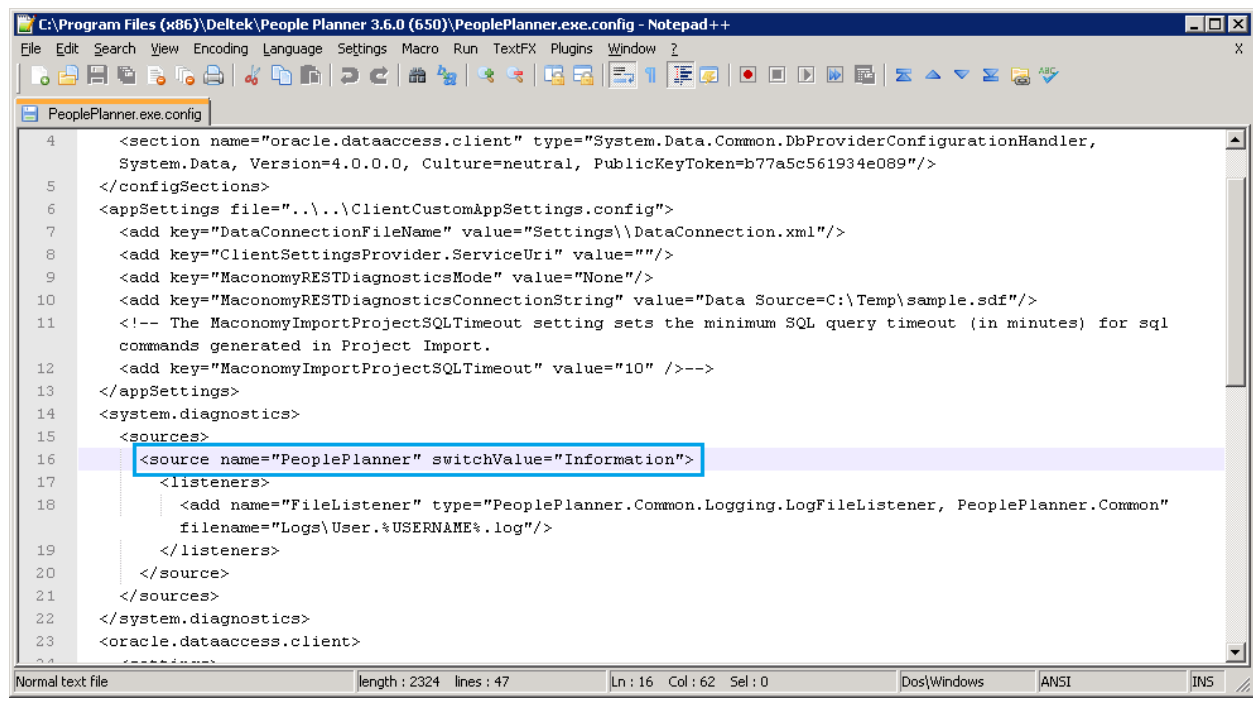 C:\Program Files (x86)\Deltek\People Planner 3.6.0 (650)\PeoplePlanner.exe.config - Notepad++
File Edit Search View Encoding Language Settings Macro Run TextFX Plugins Window ? X
PeoplePlanner.exe.config
4 <section name="oracle.dataaccess.client" type="System.Data.Common.DbProviderConfigurationHandler,
System.Data, Version=4.0.0.0, Culture=neutral, PublicKeyToken=b77a5c561934e089"/>
5 </configSections>
6 <appSettings file="..\..\ClientCustomAppSettings.config">
7 <add key="DataConnectionFileName" value="Settings\\DataConnection.xml"/>
8 <add key="ClientSettingsProvider.ServiceUri" value=""/>
9 <add key="MaconomyRESTDiagnosticsMode" value="None"/>
10 <add key="MaconomyRESTDiagnosticsConnectionString" value="Data Source=C:\Temp\sample.sdf"/>
11 <!-- The MaconomyImportProjectSQLTimeout setting sets the minimum SQL query timeout (in minutes) for sql
commands generated in Project Import.
12 <add key="MaconomyImportProjectSQLTimeout" value="10" />-->
13 </appSettings>
14 <system.diagnostics>
15 <sources>
16 <source name="PeoplePlanner" switchValue="Information">
17 <listeners>
18 <add name="FileListener" type="PeoplePlanner.Common.Logging.LogFileListener, PeoplePlanner.Common"
filename="Logs\User.%USERNAME%.log"/>
19 </listeners>
20 </source>
21 </sources>
22 </system.diagnostics>
23 <oracle.dataaccess.client>
Normal text file length : 2324 lines : 47 Ln : 16 Col : 62 Sel : 0 Dos\Windows ANSI INS